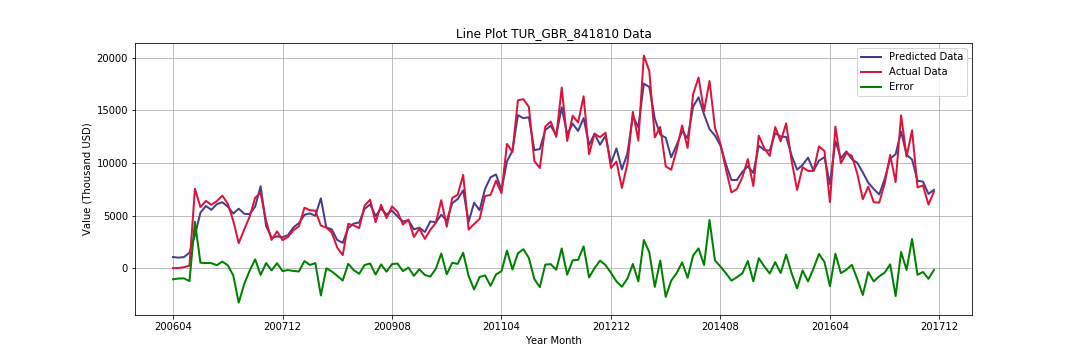 Line Plot TUR_GBR_841810 Data
Predicted Data
Actual Data
Error
Value (Thousand USD)
20000
15000
10000
5000
0
200604 200712 200908 201104 201212 201408 201604 201712
Year Month